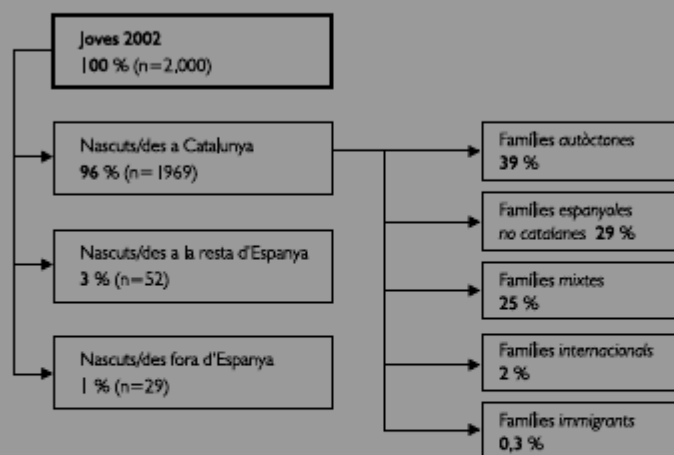 Joves 2002
100 % (n=2,000)
Nascuts/des a Catalunya
96 % (n=1969)
Nascuts/des a la resta d'Espanya
3 % (n=52)
Nascuts/des fora d'Espanya
1 % (n=29)
Famílies autòctones
39 %
Famílies espanyoles
no catalanes 29 %
Famílies mixtes
25 %
Famílies internacionals
2 %
Famílies immigrants
0,3 %